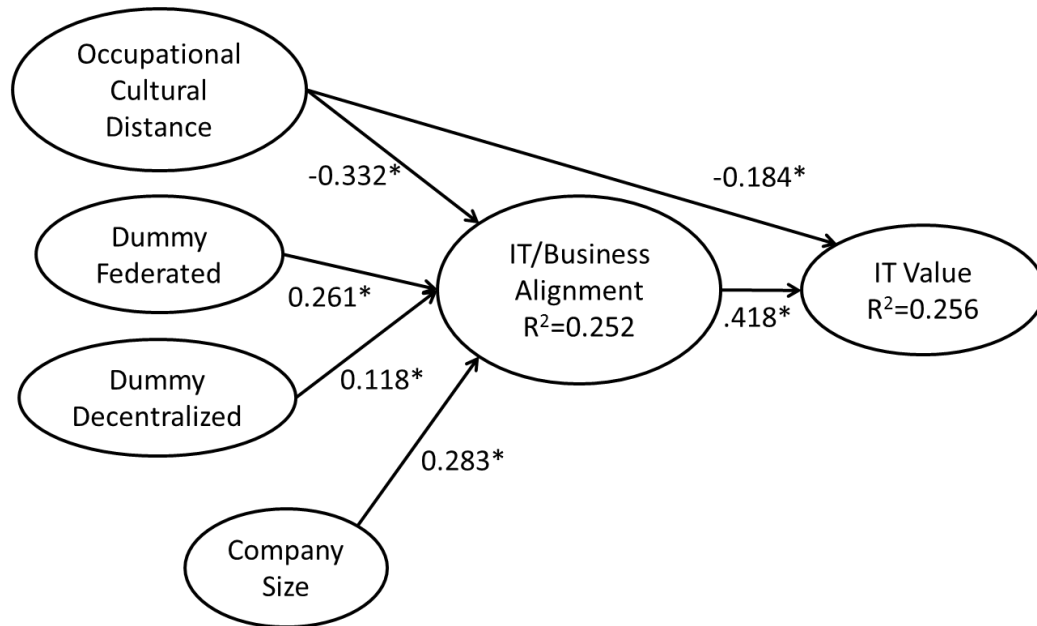 Occupational
Cultural
Distance
-0.332*
-0.184*
Dummy
Federated
0.261*
IT/Business
Alignment
R²=0.252
.418*
IT Value
R²=0.256
Dummy
Decentralized
0.118*
0.283*
Company
Size